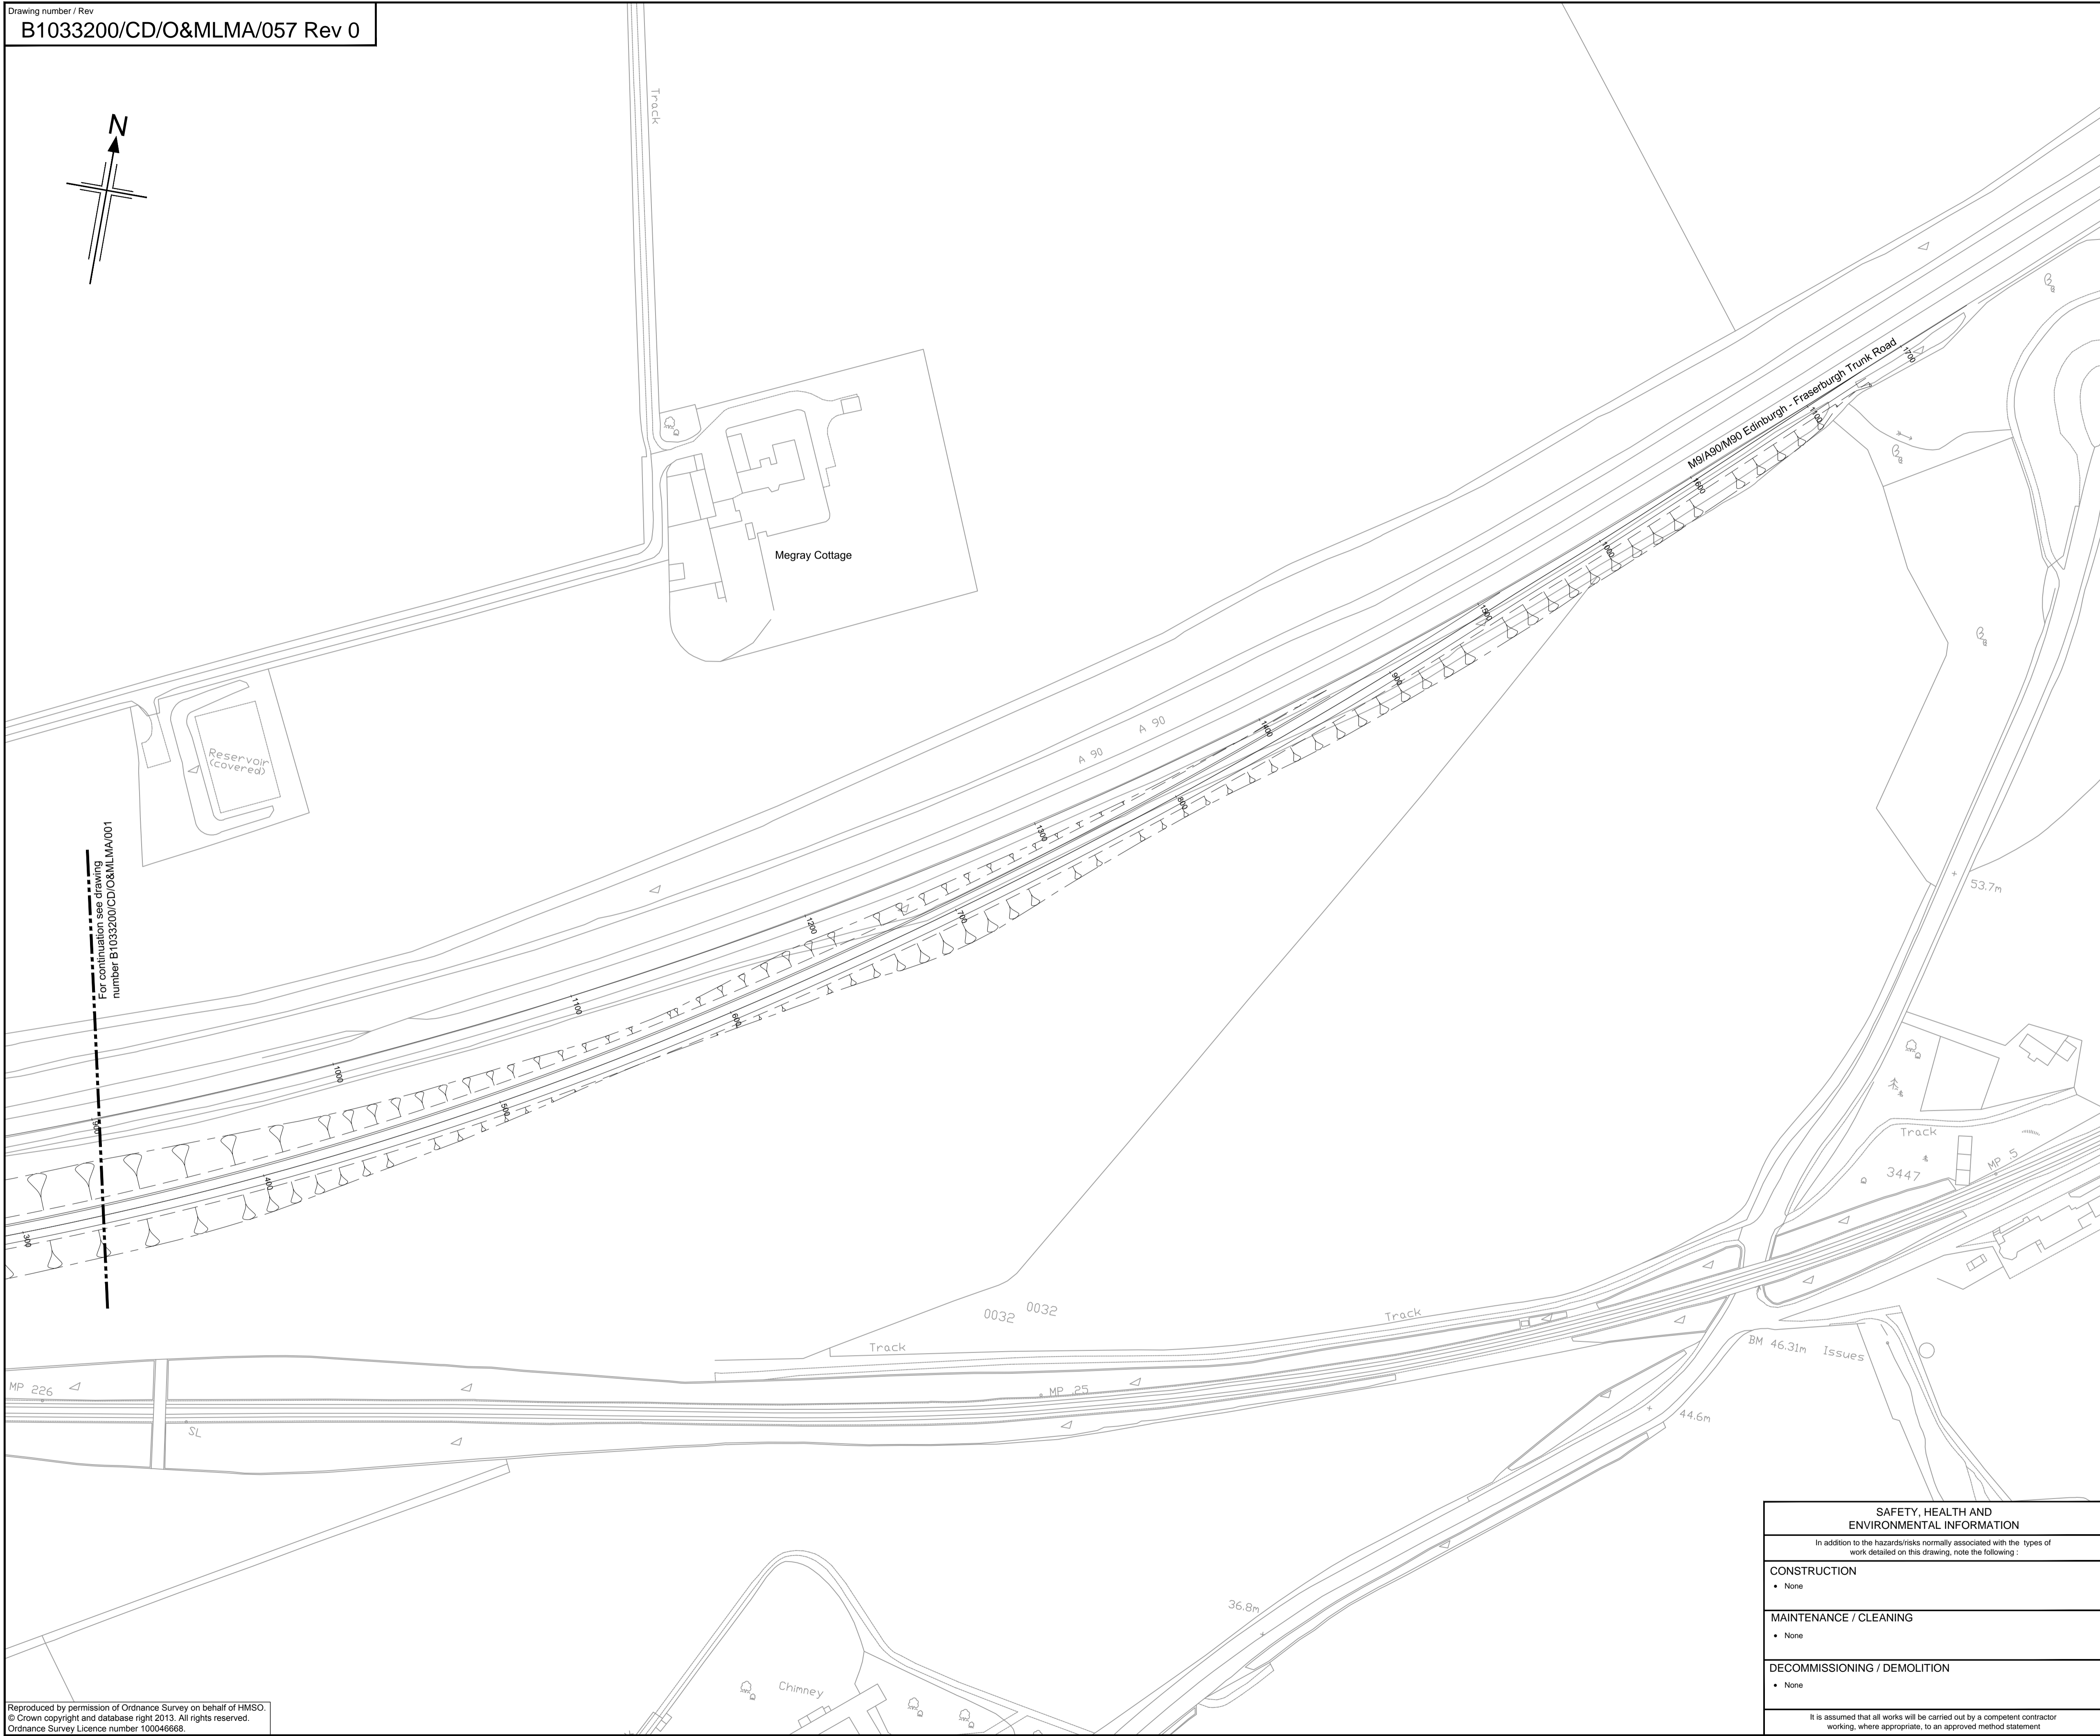 Drawing number / Rev
B1033200/CD/O&MLMA/057 Rev 0
N
Track
Megray Cottage
M9/A90/M90 Edinburgh - Fraserburgh Trunk Road
1700
1100
1600
1000
1500
900
1400
A 90
A 90
800
1300
700
1200
600
1100
500
1000
400
900
300
Reservoir
(covered)
For continuation see drawing
number B1033200/CD/O&MLMA/001
53.7m
Track
3447
MP .5
0032
0032
Track
Track
BM 46.31m Issues
MP 226
SL
MP .25
44.6m
36.8m
Chimney
SAFETY, HEALTH AND
ENVIRONMENTAL INFORMATION
In addition to the hazards/risks normally associated with the types of
work detailed on this drawing, note the following :
CONSTRUCTION
• None
MAINTENANCE / CLEANING
• None
DECOMMISSIONING / DEMOLITION
• None
It is assumed that all works will be carried out by a competent contractor
working, where appropriate, to an approved method statement
Reproduced by permission of Ordnance Survey on behalf of HMSO.
© Crown copyright and database right 2013. All rights reserved.
Ordnance Survey Licence number 100046668.